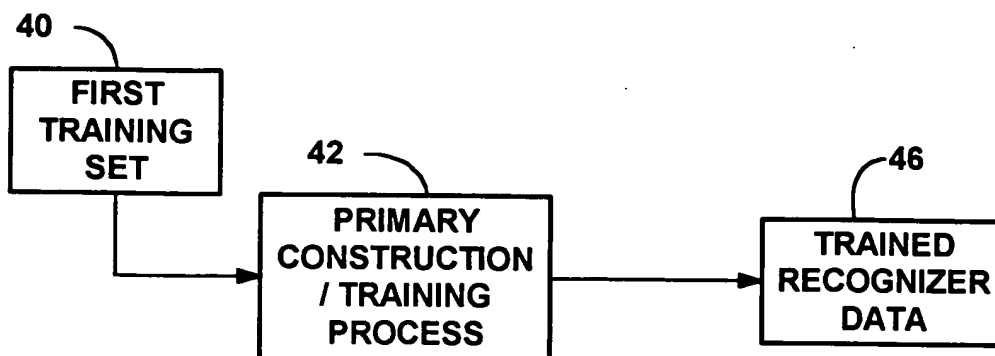 40
FIRST
TRAINING
SET
42
PRIMARY
CONSTRUCTION
/ TRAINING
PROCESS
46
TRAINED
RECOGNIZER
DATA